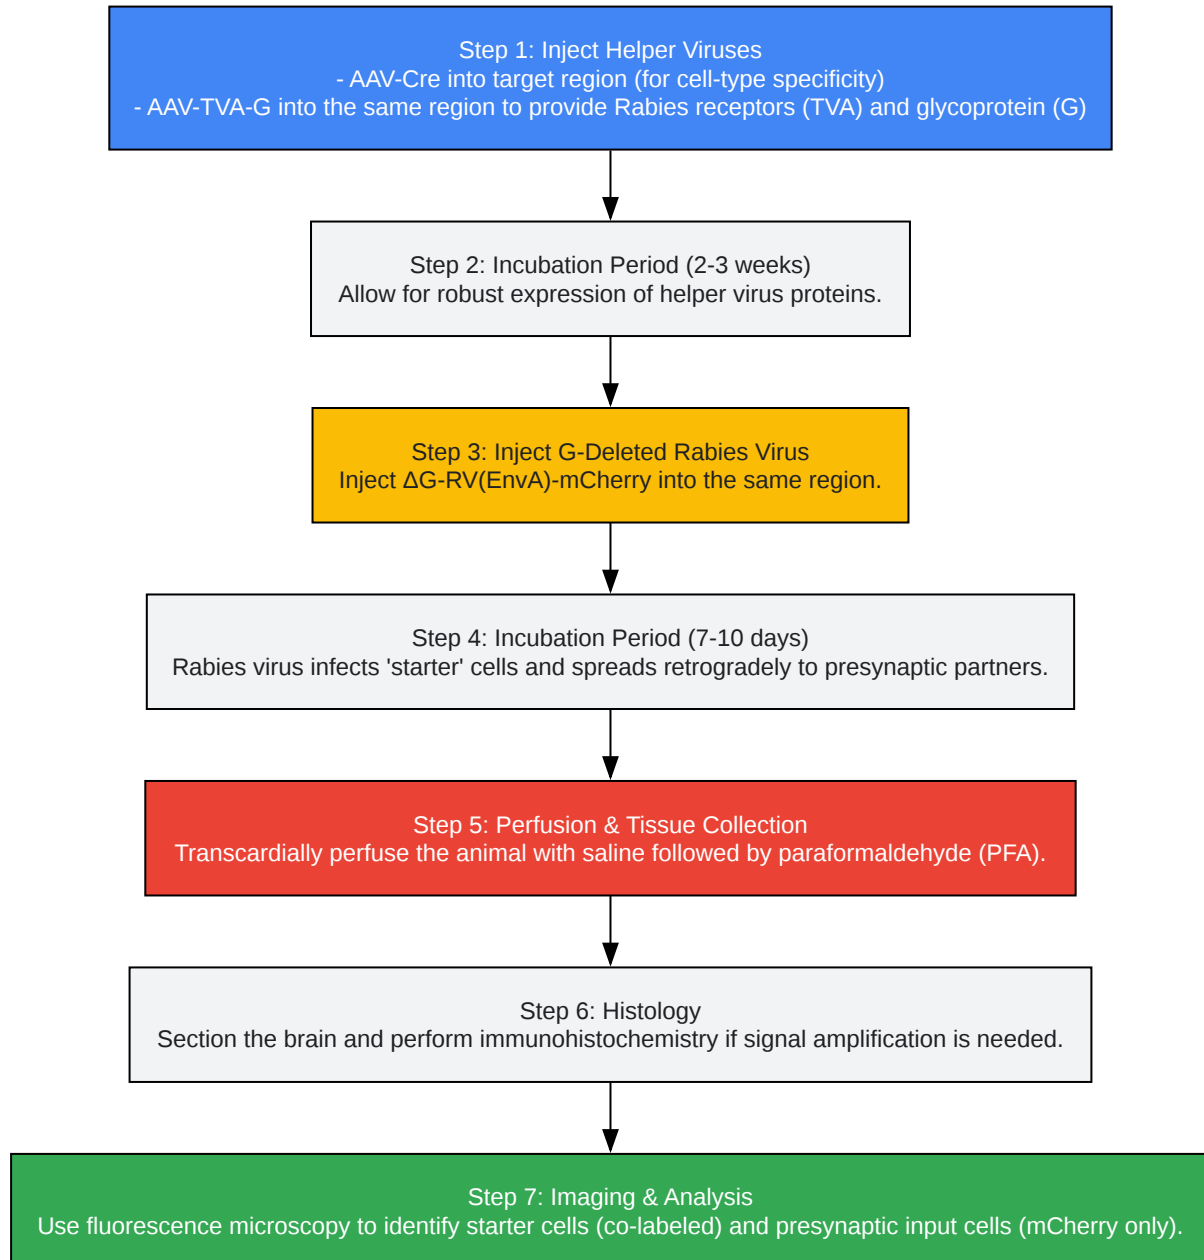 Step 1: Inject Helper Viruses
- AAV-Cre into target region (for cell-type specificity)
- AAV-TVA-G into the same region to provide Rabies receptors (TVA) and glycoprotein (G)
Step 2: Incubation Period (2-3 weeks)
Allow for robust expression of helper virus proteins.
Step 3: Inject G-Deleted Rabies Virus
Inject ΔG-RV(EnvA)-mCherry into the same region.
Step 4: Incubation Period (7-10 days)
Rabies virus infects 'starter' cells and spreads retrogradely to presynaptic partners.
Step 5: Perfusion & Tissue Collection
Transcardially perfuse the animal with saline followed by paraformaldehyde (PFA).
Step 6: Histology
Section the brain and perform immunohistochemistry if signal amplification is needed.
Step 7: Imaging & Analysis
Use fluorescence microscopy to identify starter cells (co-labeled) and presynaptic input cells (mCherry only).